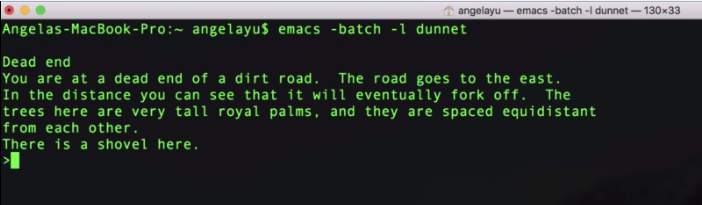 angelayu — emacs -batch -l dunnet — 130×33
Angelas-MacBook-Pro:~ angelayu$ emacs -batch -l dunnet
Dead end
You are at a dead end of a dirt road.  The road goes to the east.
In the distance you can see that it will eventually fork off.  The
trees here are very tall royal palms, and they are spaced equidistant
from each other.
There is a shovel here.
>